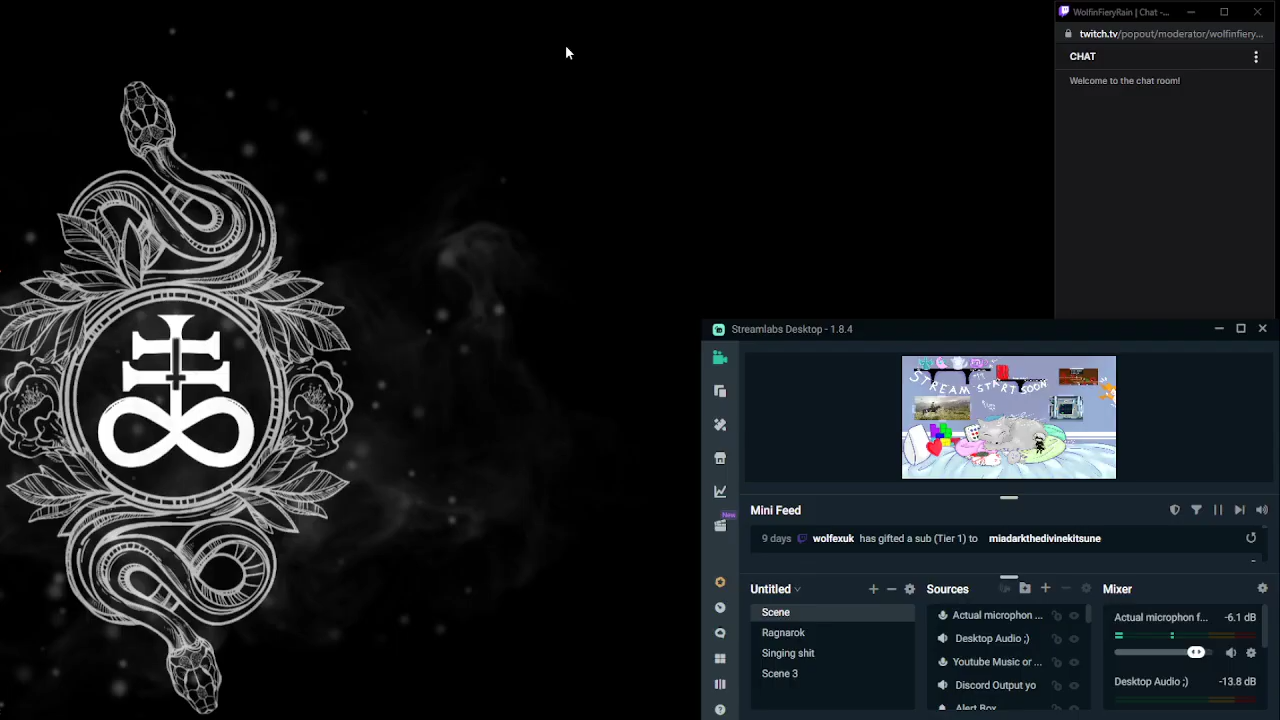 WolfinFieryRain | Chat -...
twitch.tv/popout/moderator/wolfinfiery...
CHAT
Welcome to the chat room!
Streamlabs Desktop - 1.8.4
STREAM START SOON
Mini Feed
New
9 days wolfexuk has gifted a sub (Tier 1) to miadarkthedivinekitsune
Untitled
Sources
Mixer
Scene
Ragnarok
Singing shit
Scene 3
Actual microphon ...
Desktop Audio ;)
Youtube Music or ...
Discord Output yo
Alert Box
Actual microphon f... -6.1 dB
Desktop Audio ;) -13.8 dB